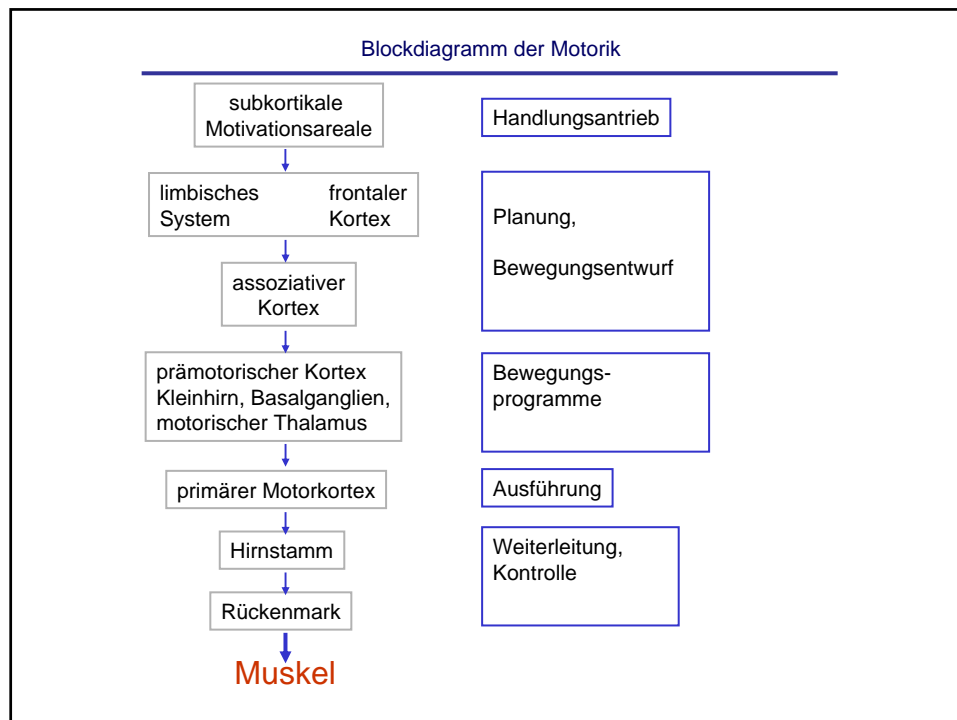 Blockdiagramm der Motorik
subkortikale
Motivationsareale
Handlungsantrieb
limbisches frontaler
System Kortex
Planung,
Bewegungsentwurf
assoziativer
Kortex
prämotorischer Kortex
Kleinhirn, Basalganglien,
motorischer Thalamus
Bewegungs-
programme
primärer Motorkortex
Ausführung
Hirnstamm
Weiterleitung,
Kontrolle
Rückenmark
Muskel